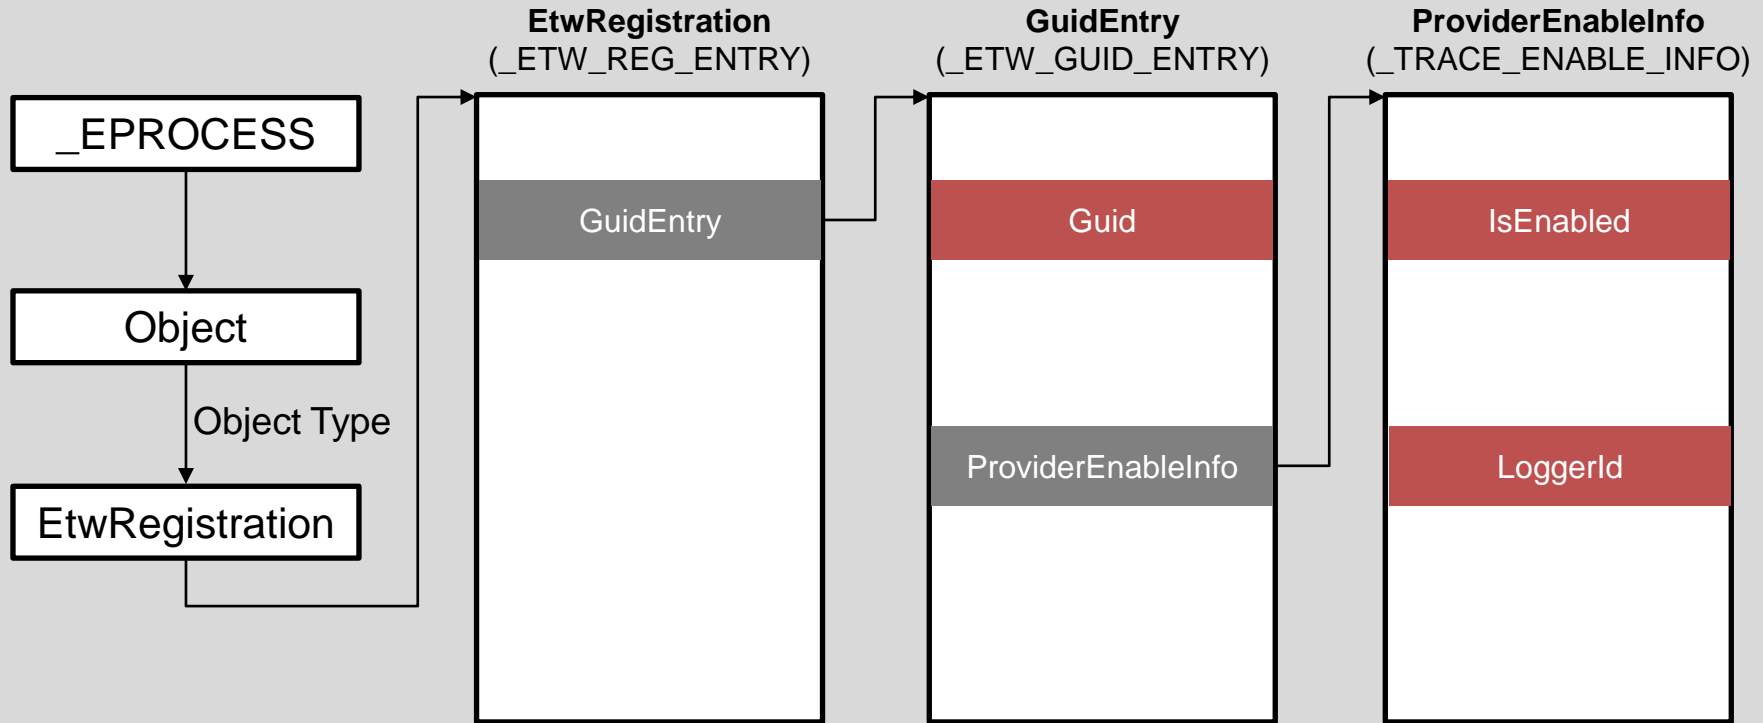 EtwRegistration
(_ETW_REG_ENTRY)
GuidEntry
(_ETW_GUID_ENTRY)
ProviderEnableInfo
(_TRACE_ENABLE_INFO)
_EPROCESS
Object
Object Type
EtwRegistration
GuidEntry
Guid
ProviderEnableInfo
IsEnabled
LoggerId